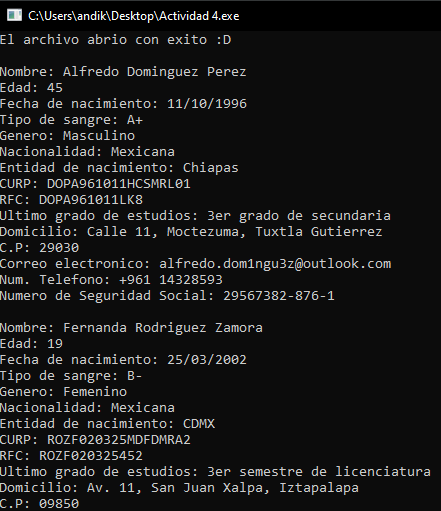 C:\Users\andik\Desktop\Actividad 4.exe
El archivo abrio con exito :D
Nombre: Alfredo Dominguez Perez
Edad: 45
Fecha de nacimiento: 11/10/1996
Tipo de sangre: A+
Genero: Masculino
Nacionalidad: Mexicana
Entidad de nacimiento: Chiapas
CURP: DOPA961011HCSMRL01
RFC: DOPA961011LK8
Ultimo grado de estudios: 3er grado de secundaria
Domicilio: Calle 11, Moctezuma, Tuxtla Gutierrez
C.P: 29030
Correo electronico: alfredo.dom1ngu3z@outlook.com
Num. Telefono: +961 14328593
Numero de Seguridad Social: 29567382-876-1
Nombre: Fernanda Rodriguez Zamora
Edad: 19
Fecha de nacimiento: 25/03/2002
Tipo de sangre: B-
Genero: Femenino
Nacionalidad: Mexicana
Entidad de nacimiento: CDMX
CURP: ROZF020325MDFDMRA2
RFC: ROZF020325452
Ultimo grado de estudios: 3er semestre de licenciatura
Domicilio: Av. 11, San Juan Xalpa, Iztapalapa
C.P: 09850